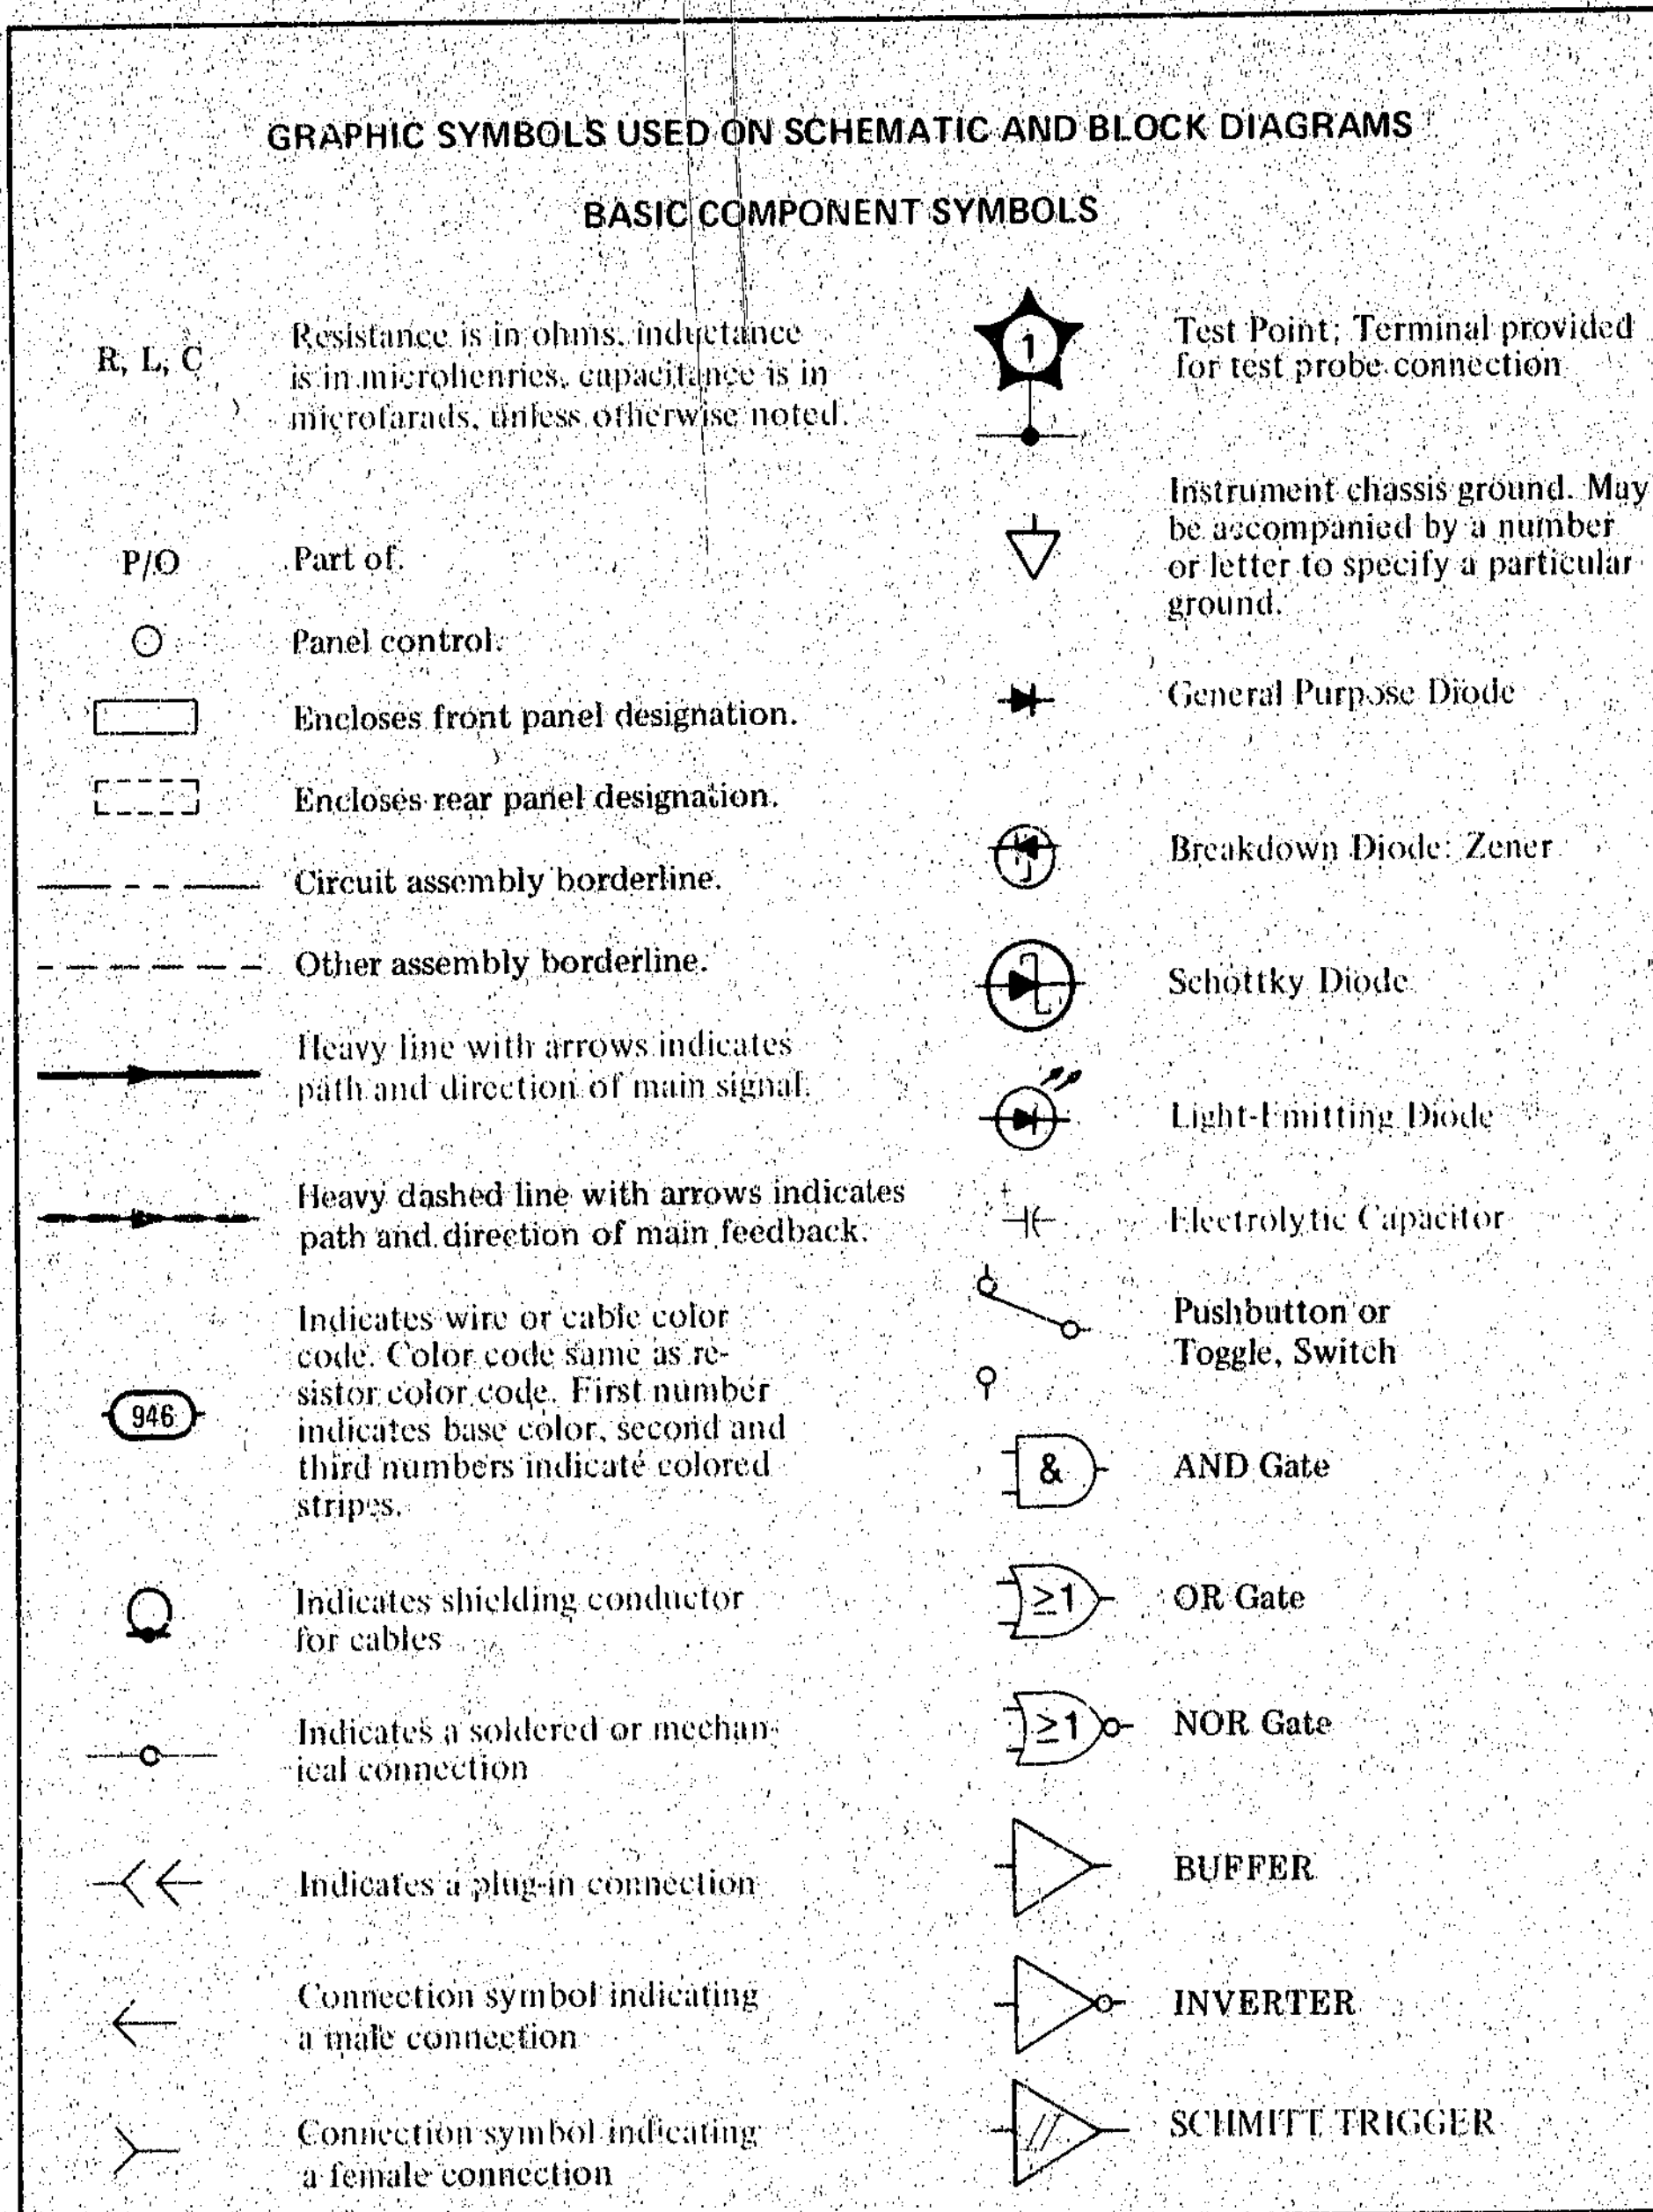 GRAPHIC SYMBOLS USED ON SCHEMATIC AND BLOCK DIAGRAMS
BASIC COMPONENT SYMBOLS
R, L, C
Resistance is in ohms, inductance
is in microhenries, capacitance is in
microfarads, unless otherwise noted.
P/O
Part of.
Panel control.
Encloses front panel designation.
Encloses rear panel designation.
Circuit assembly borderline.
Other assembly borderline.
Heavy line with arrows indicates
path and direction of main signal.
Heavy dashed line with arrows indicates
path and direction of main feedback.
946
Indicates wire or cable color
code. Color code same as re-
sistor color code. First number
indicates base color, second and
third numbers indicate colored
stripes.
Indicates shielding conductor
for cables
Indicates a soldered or mechan-
ical connection
Indicates a plug-in connection
Connection symbol indicating
a male connection
Connection symbol indicating
a female connection
1
Test Point: Terminal provided
for test probe connection
Instrument chassis ground. May
be accompanied by a number
or letter to specify a particular
ground.
General Purpose Diode
Breakdown Diode: Zener
Schottky Diode
Light-Emitting Diode
+
Electrolytic Capacitor
Pushbutton or
Toggle, Switch
&
AND Gate
≥1
OR Gate
≥1
NOR Gate
BUFFER
INVERTER
SCHMITT TRIGGER